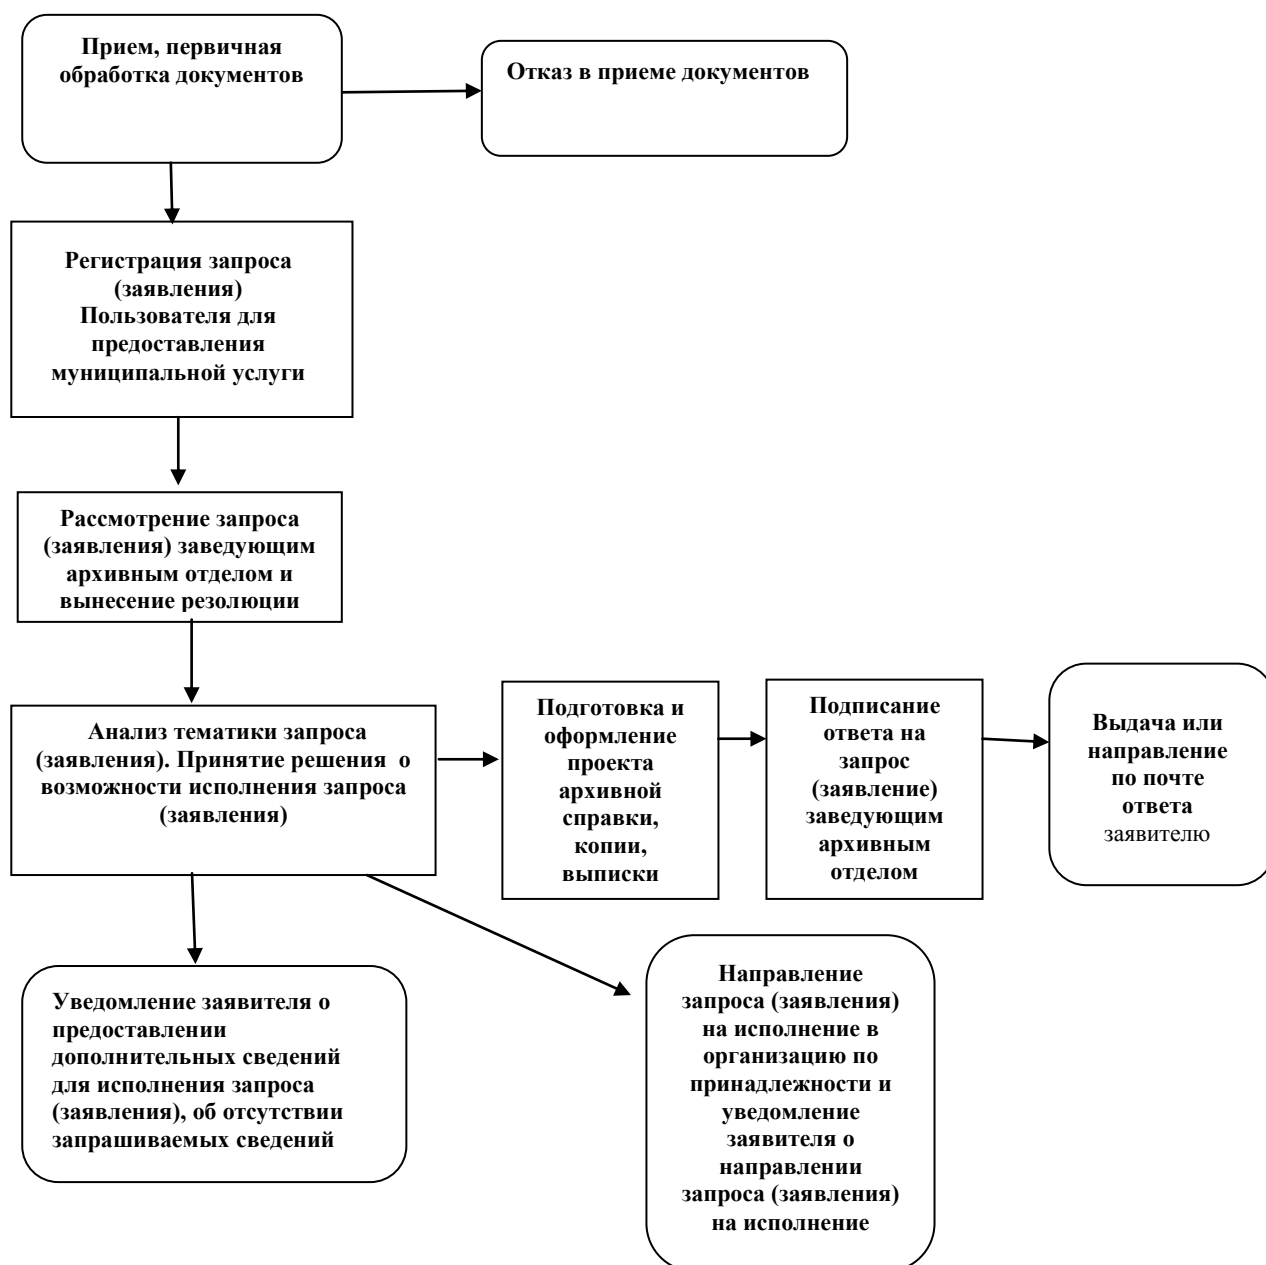 Прием, первичная
обработка документов
Отказ в приеме документов
Регистрация запроса
(заявления)
Пользователя для
предоставления
муниципальной услуги
Рассмотрение запроса
(заявления) заведующим
архивным отделом и
вынесение резолюции
Анализ тематики запроса
(заявления). Принятие решения о
возможности исполнения запроса
(заявления)
Подготовка и
оформление
проекта
архивной
справки,
копии,
выписки
Подписание
ответа на
запрос
(заявление)
заведующим
архивным
отделом
Выдача или
направление
по почте
ответа
заявителю
Уведомление заявителя о
предоставлении
дополнительных сведений
для исполнения запроса
(заявления), об отсутствии
запрашиваемых сведений
Направление
запроса (заявления)
на исполнение в
организацию по
принадлежности и
уведомление
заявителя о
направлении
запроса (заявления)
на исполнение